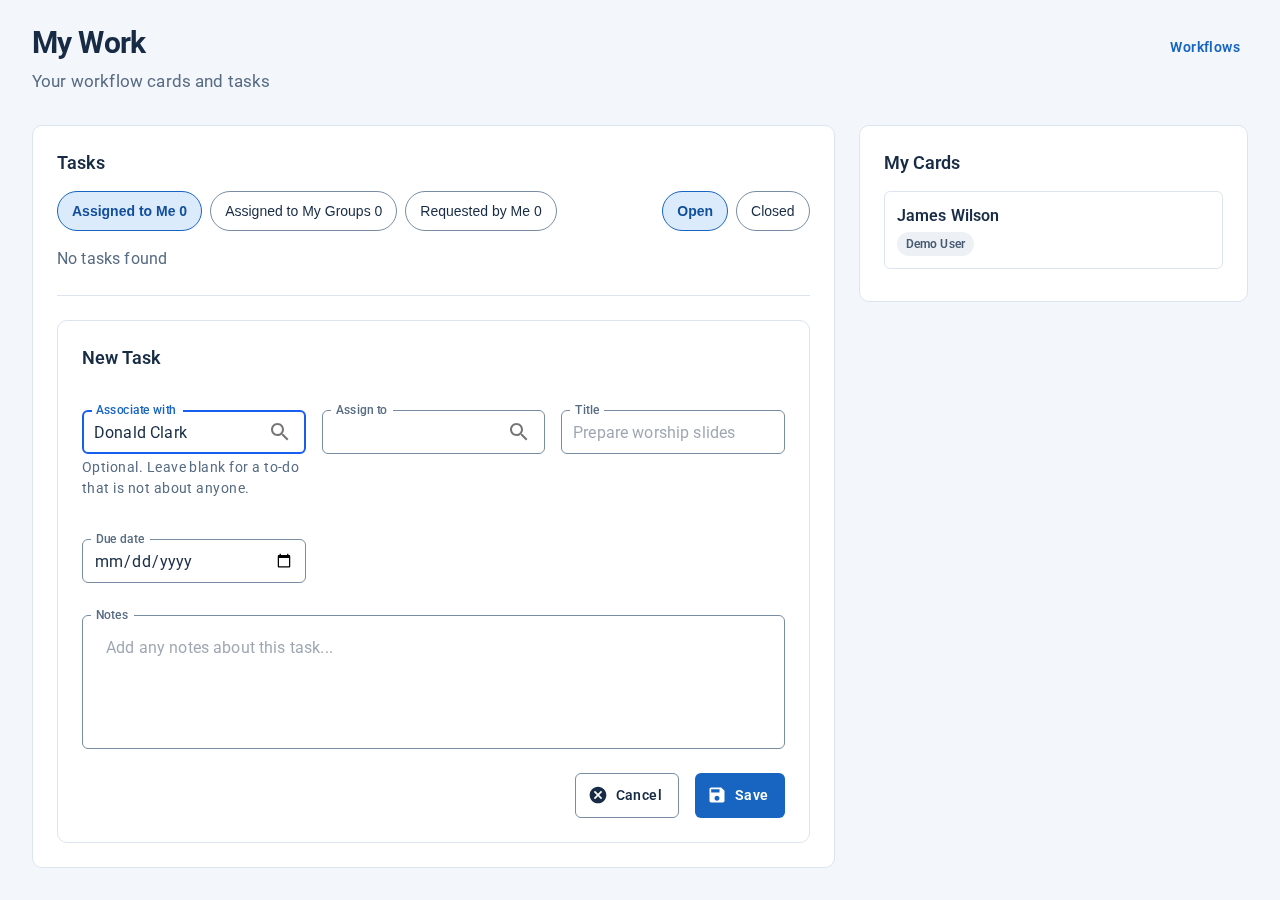 My Work
Workflows
Your workflow cards and tasks
Tasks
Assigned to Me 0
Assigned to My Groups 0
Requested by Me 0
Open
Closed
No tasks found
My Cards
James Wilson
Demo User
New Task
Associate with
Donald Clark
Optional. Leave blank for a to-do
that is not about anyone.
Assign to
Title
Prepare worship slides
Due date
mm/dd/yyyy
Notes
Add any notes about this task...
Cancel
Save